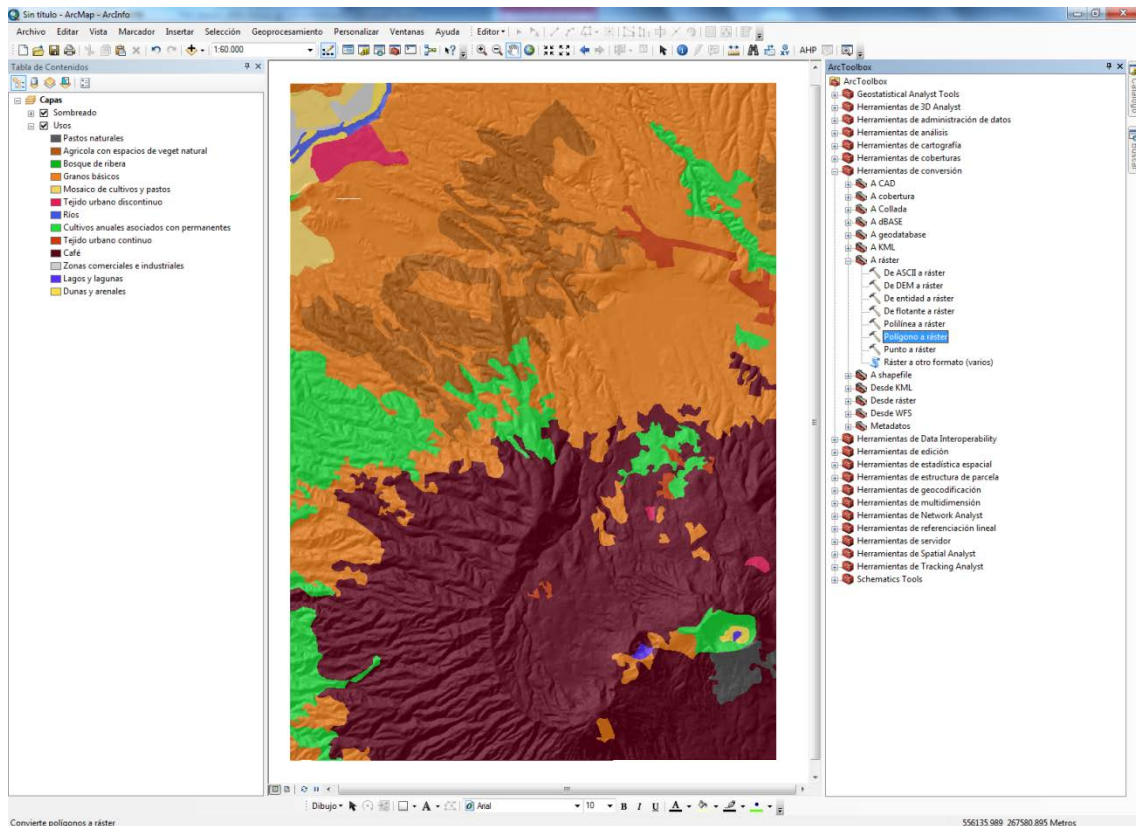 Sin título - ArcMap - ArcInfo
Archivo Editar Vista Marcador Insertar Selección Geoprocesamiento Personalizar Ventanas Ayuda Editor
1:60.000 AHP
Tabla de Contenidos
Capas
Sombreado
Usos
Pastos naturales
Agrícola con espacios de veget natural
Bosque de ribera
Granos básicos
Mosaico de cultivos y pastos
Tejido urbano discontinuo
Ríos
Cultivos anuales asociados con permanentes
Tejido urbano continuo
Café
Zonas comerciales e industriales
Lagos y lagunas
Dunas y arenales
ArcToolbox
ArcToolbox
Geostatistical Analyst Tools
Herramientas de 3D Analyst
Herramientas de administración de datos
Herramientas de análisis
Herramientas de cartografía
Herramientas de coberturas
Herramientas de conversión
A CAD
A cobertura
A Collada
A dBASE
A geodatabase
A KML
A ráster
De ASCII a ráster
De DEM a ráster
De entidad a ráster
De flotante a ráster
Polilínea a ráster
Polígono a ráster
Punto a ráster
Ráster a otro formato (varios)
A shapefile
Desde KML
Desde ráster
Desde WFS
Metadatos
Herramientas de Data Interoperability
Herramientas de edición
Herramientas de estadística espacial
Herramientas de estructura de parcela
Herramientas de geocodificación
Herramientas de multidimensión
Herramientas de Network Analyst
Herramientas de referenciación lineal
Herramientas de servidor
Herramientas de Spatial Analyst
Herramientas de Tracking Analyst
Schematics Tools
Dibujo A Arial 10 B I U A
Convierte polígonos a ráster 556135.989 267580.895 Metros